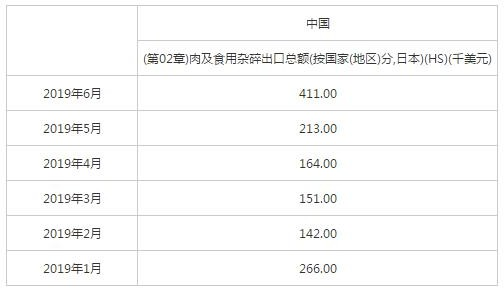 中国
(第02章)肉及食用杂碎出口总额(按国家(地区)分,日本)(HS)(千美元)
2019年6月 411.00
2019年5月 213.00
2019年4月 164.00
2019年3月 151.00
2019年2月 142.00
2019年1月 266.00